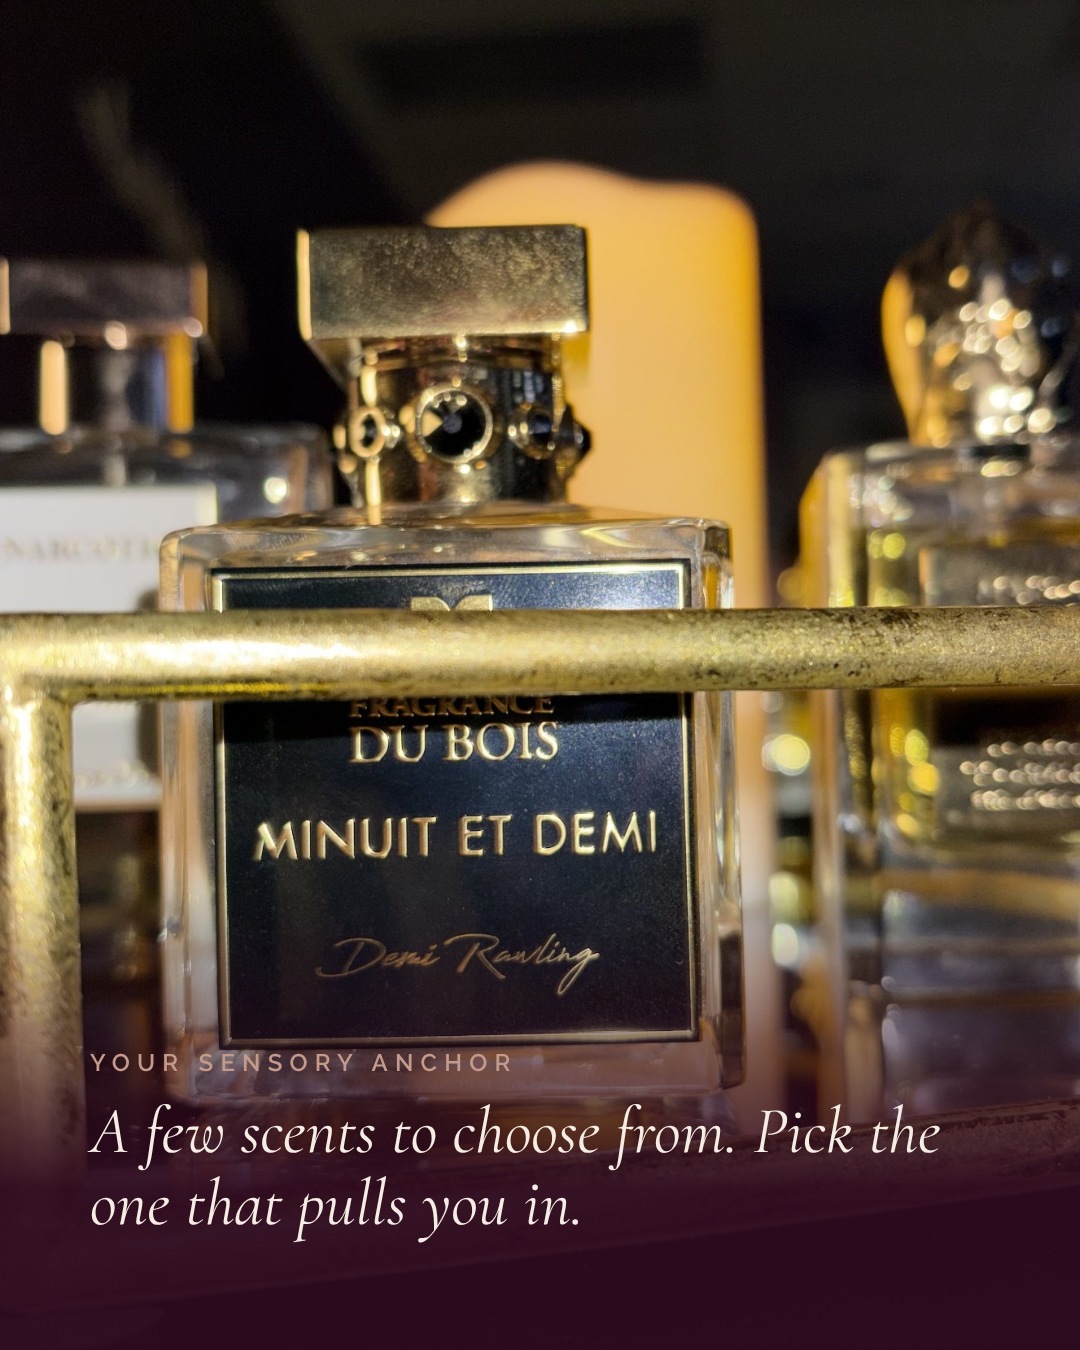 NARCOTI
FRAGRANCE
DU BOIS
MINUIT ET DEMI
Demi Rawling
YOUR SENSORY ANCHOR
A few scents to choose from. Pick the
one that pulls you in.